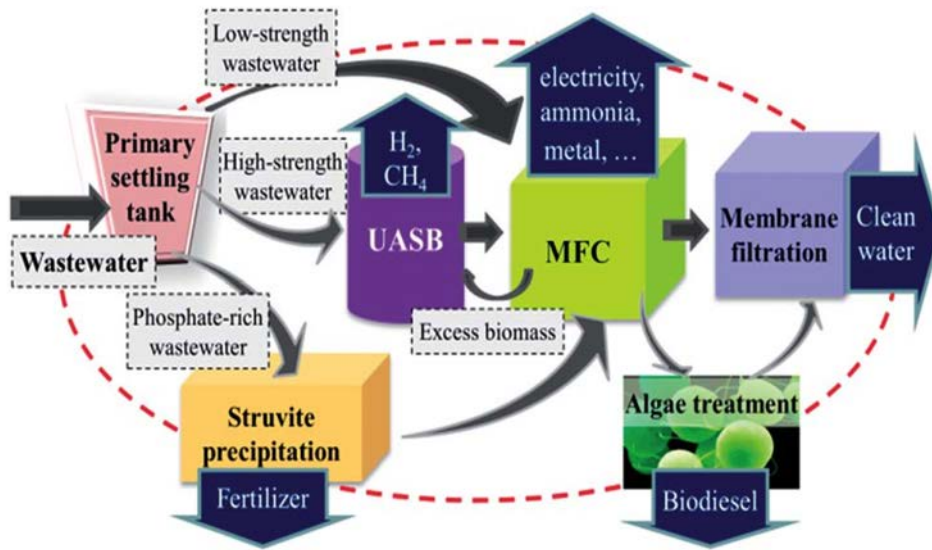 Low-strength
wastewater
Primary
settling
tank
High-strength
wastewater
Wastewater
Phosphate-rich
wastewater
H₂,
CH₄
UASB
electricity,
ammonia,
metal, ...
MFC
Membrane
filtration
Clean
water
Excess biomass
Struvite
precipitation
Fertilizer
Algae treatment
Biodiesel